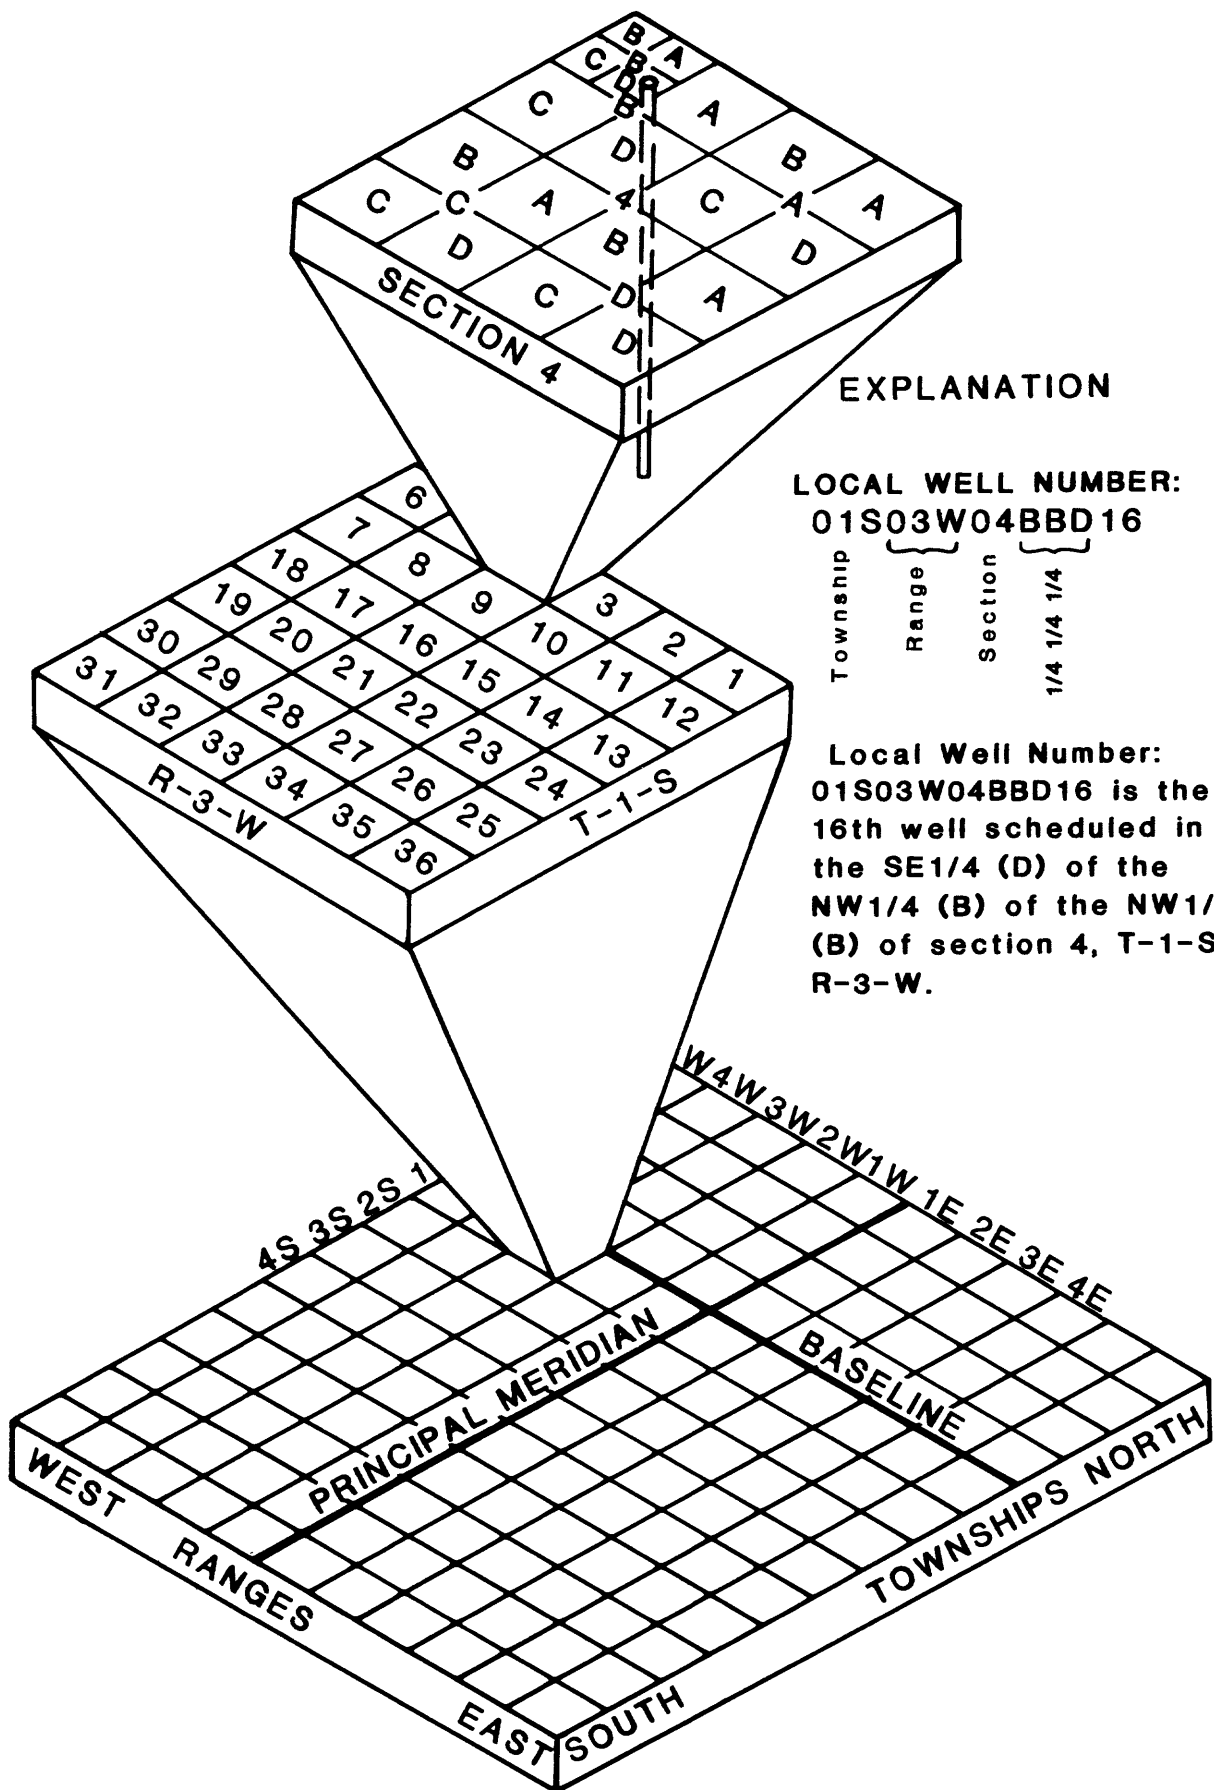 B A
C B
D
C B A
D
B B
C C A 4 C A A
D B D
C D A
D
SECTION 4
EXPLANATION
LOCAL WELL NUMBER:
01S03W04BBD16
Township
Range
Section
1/4 1/4 1/4
6
7
18 8 3
19 17 9 2
30 20 16 10 1
31 29 21 15 11
32 28 22 14 12
33 27 23 13
34 26 24
35 25
36
R-3-W
T-1-S
Local Well Number:
01S03W04BBD16 is the
16th well scheduled in
the SE1/4 (D) of the
NW1/4 (B) of the NW1/
(B) of section 4, T-1-S
R-3-W.
W 4W 3W 2W 1W 1E 2E 3E 4E
4S 3S 2S 1
PRINCIPAL MERIDIAN
BASELINE
WEST RANGES EAST
SOUTH TOWNSHIPS NORTH